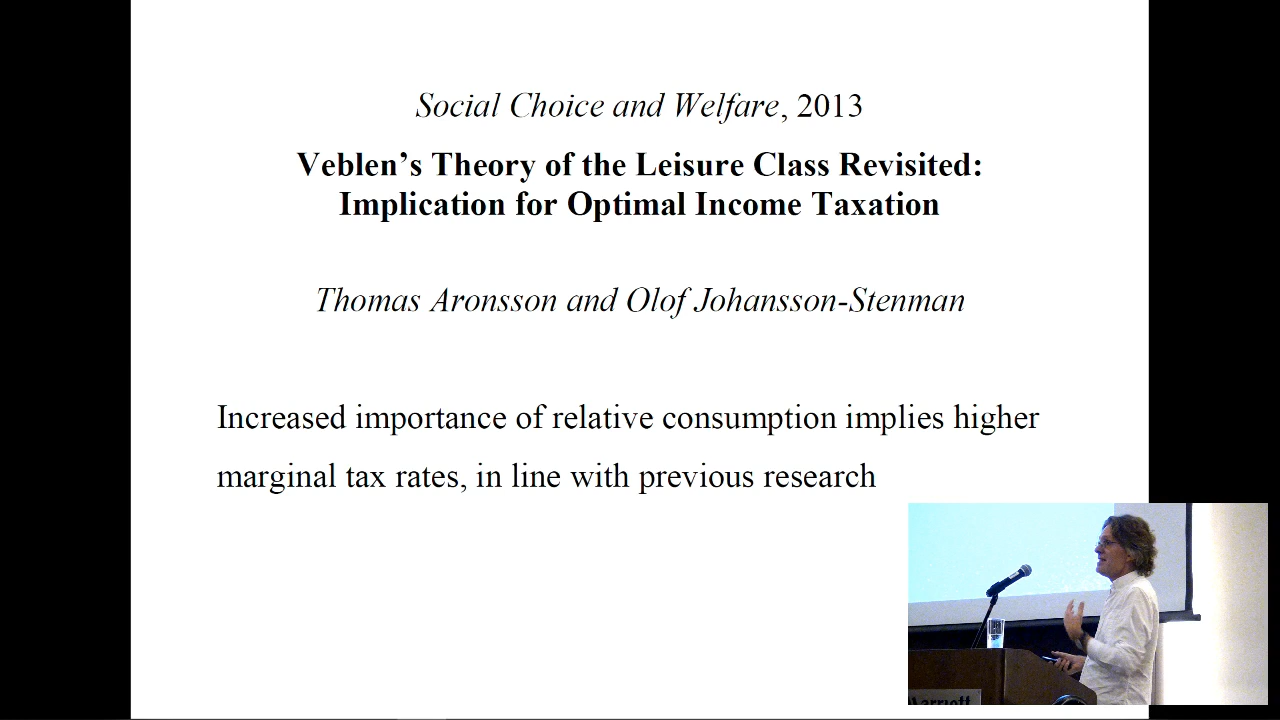 Social Choice and Welfare, 2013
Veblen's Theory of the Leisure Class Revisited:
Implication for Optimal Income Taxation
Thomas Aronsson and Olof Johansson-Stenman
Increased importance of relative consumption implies higher
marginal tax rates, in line with previous research
Marriott